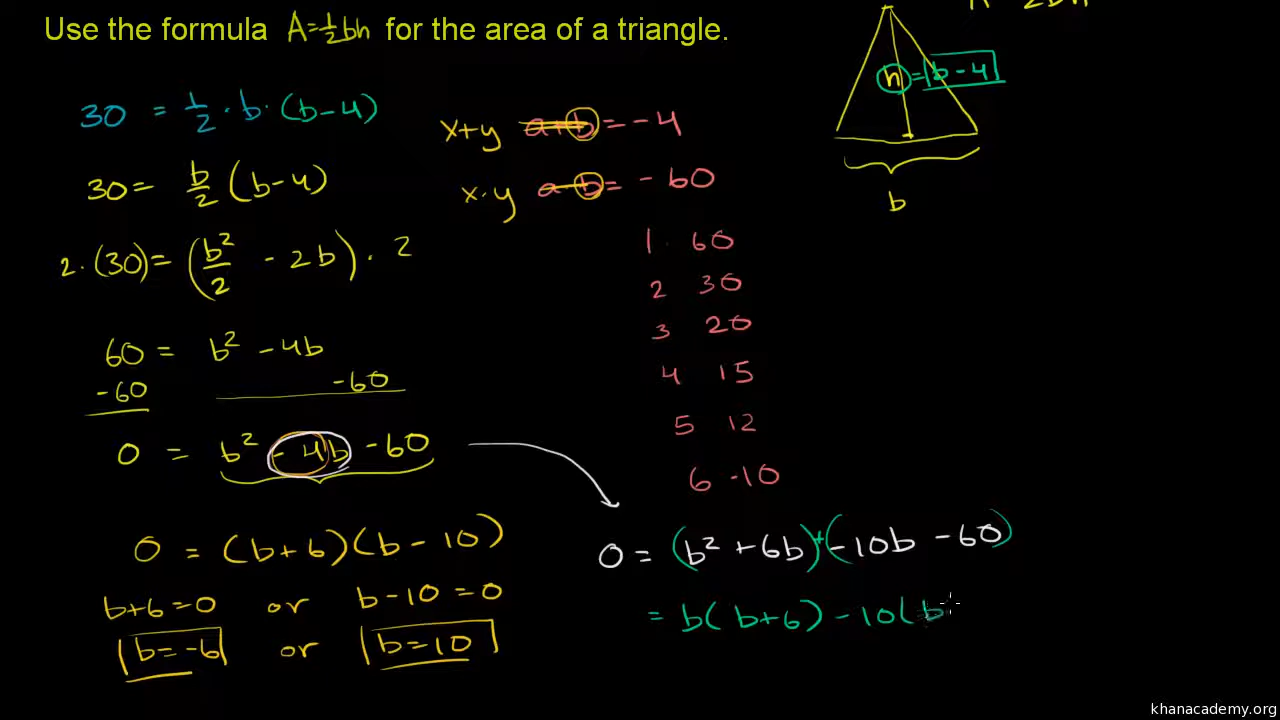 Use the formula A=½bh for the area of a triangle.
30 = 1/2 · b · (b-4)
30 = b/2 (b-4)
2·(30) = (b²/2 - 2b) · 2
60 = b² - 4b
-60 -60
0 = b² - 4b - 60
0 = (b+6)(b-10)
b+6=0 or b-10=0
b=-6 or b=10
x+y a+b = -4
x·y a·b = -60
1 60
2 30
3 20
4 15
5 12
6 -10
0 = (b² + 6b) + (-10b - 60)
= b(b+6) - 10(b
h = b-4
b
khanacademy.org